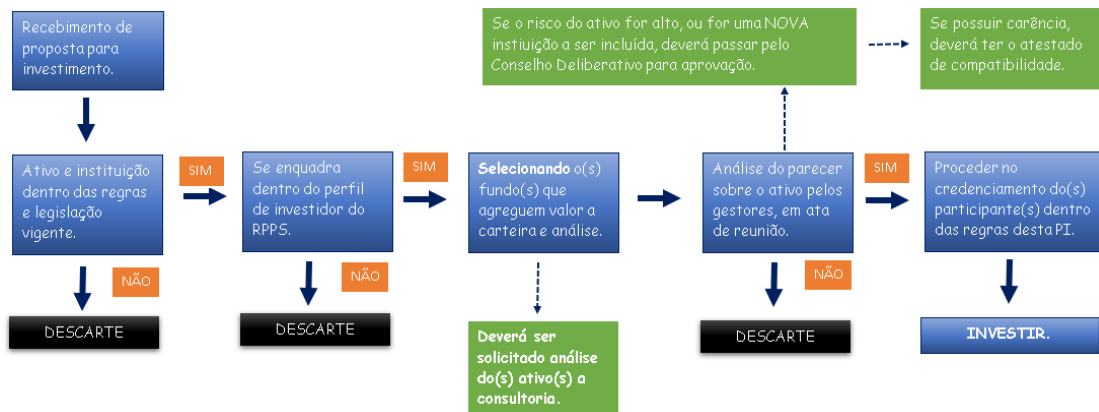 Recebimento de
proposta para
investimento.
Se o risco do ativo for alto, ou for uma NOVA
instiuição a ser incluída, deverá passar pelo
Conselho Deliberativo para aprovação.
Se possuir carência,
deverá ter o atestado
de compatibilidade.
Ativo e instituição
dentro das regras
e legislação
vigente.
SIM
Se enquadra
dentro do perfil
de investidor do
RPPS.
SIM
Selecionando o(s)
fundo(s) que
agreguem valor a
carteira e análise.
Análise do parecer
sobre o ativo pelos
gestores, em ata
de reunião.
SIM
Proceder no
credenciamento do(s)
participante(s) dentro
das regras desta PI.
NÃO
NÃO
NÃO
DESCARTE
DESCARTE
Deverá ser
solicitado análise
do(s) ativo(s) a
consultoria.
DESCARTE
INVESTIR.